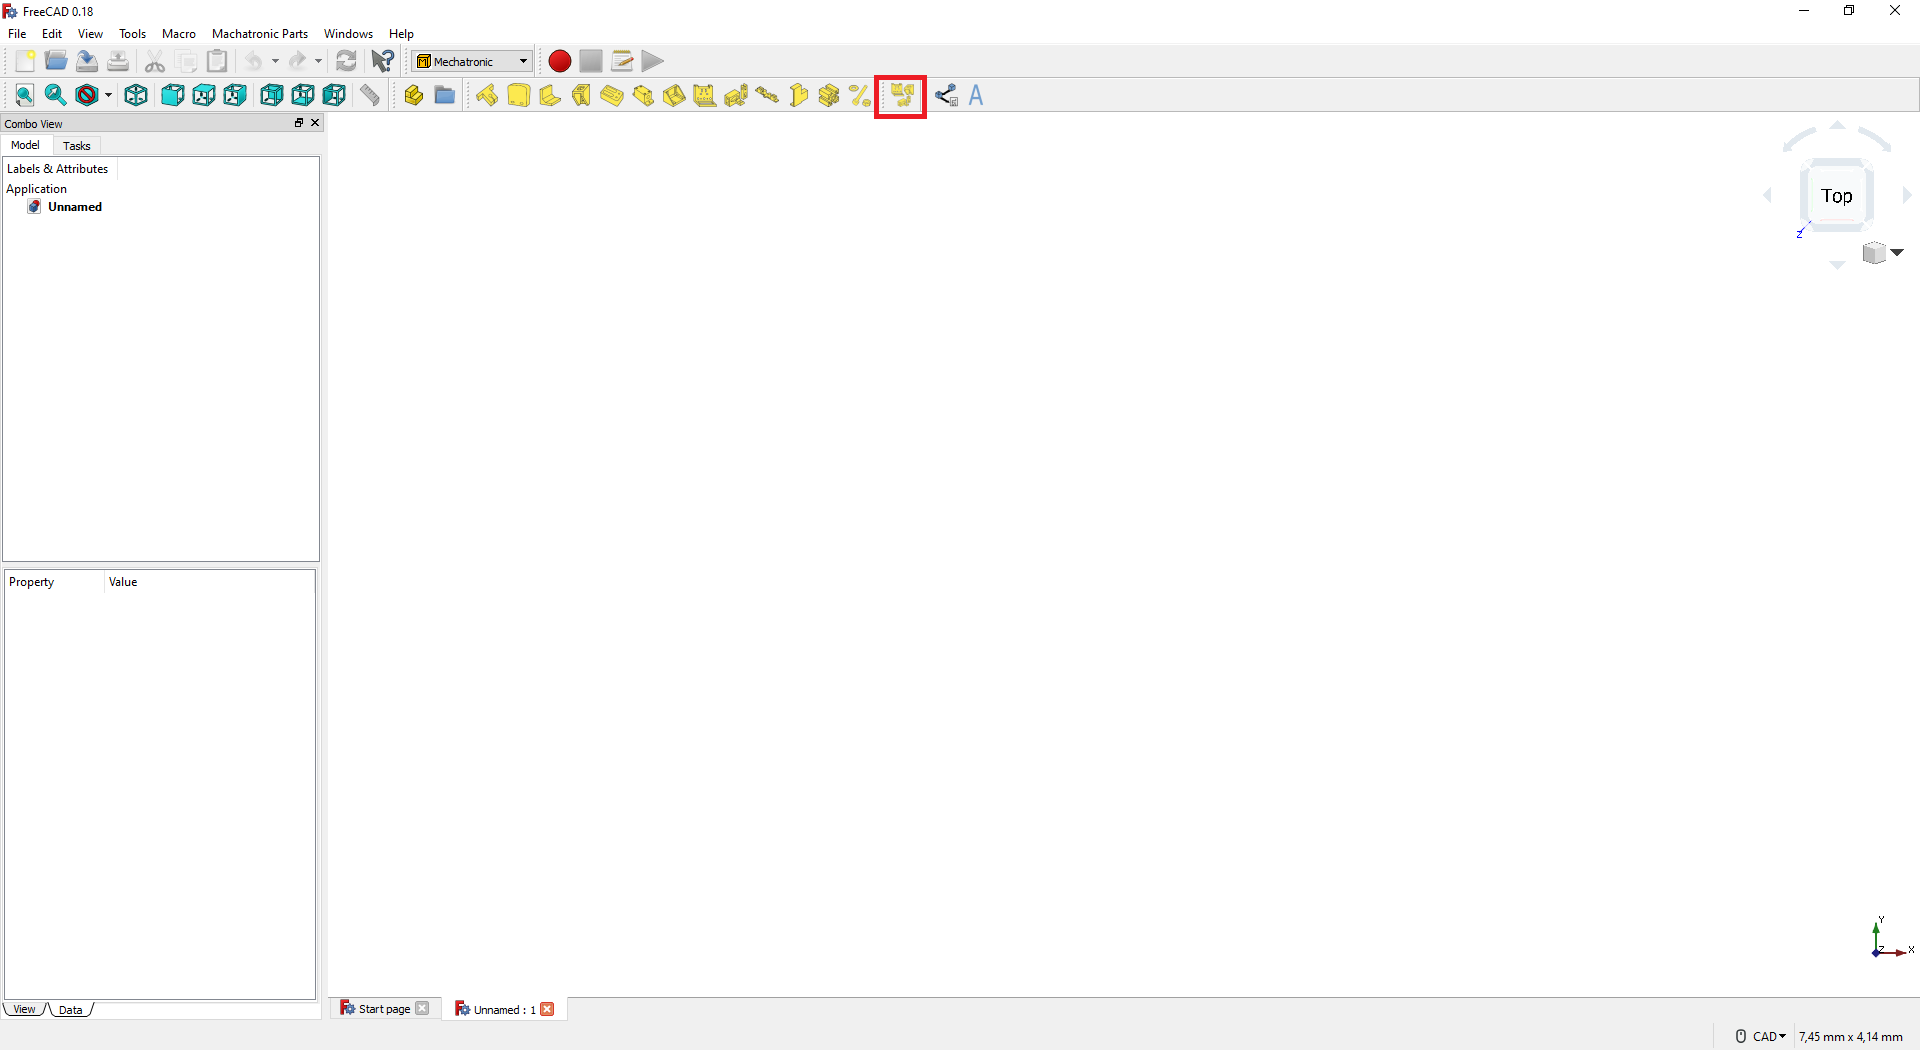 FreeCAD 0.18
File Edit View Tools Macro Machatronic Parts Windows Help
Mechatronic
A
Combo View
Model Tasks
Labels & Attributes
Application
Unnamed
Top
Z
Property Value
Y
Z X
View Data
Start page Unnamed : 1
CAD 7,45 mm x 4,14 mm